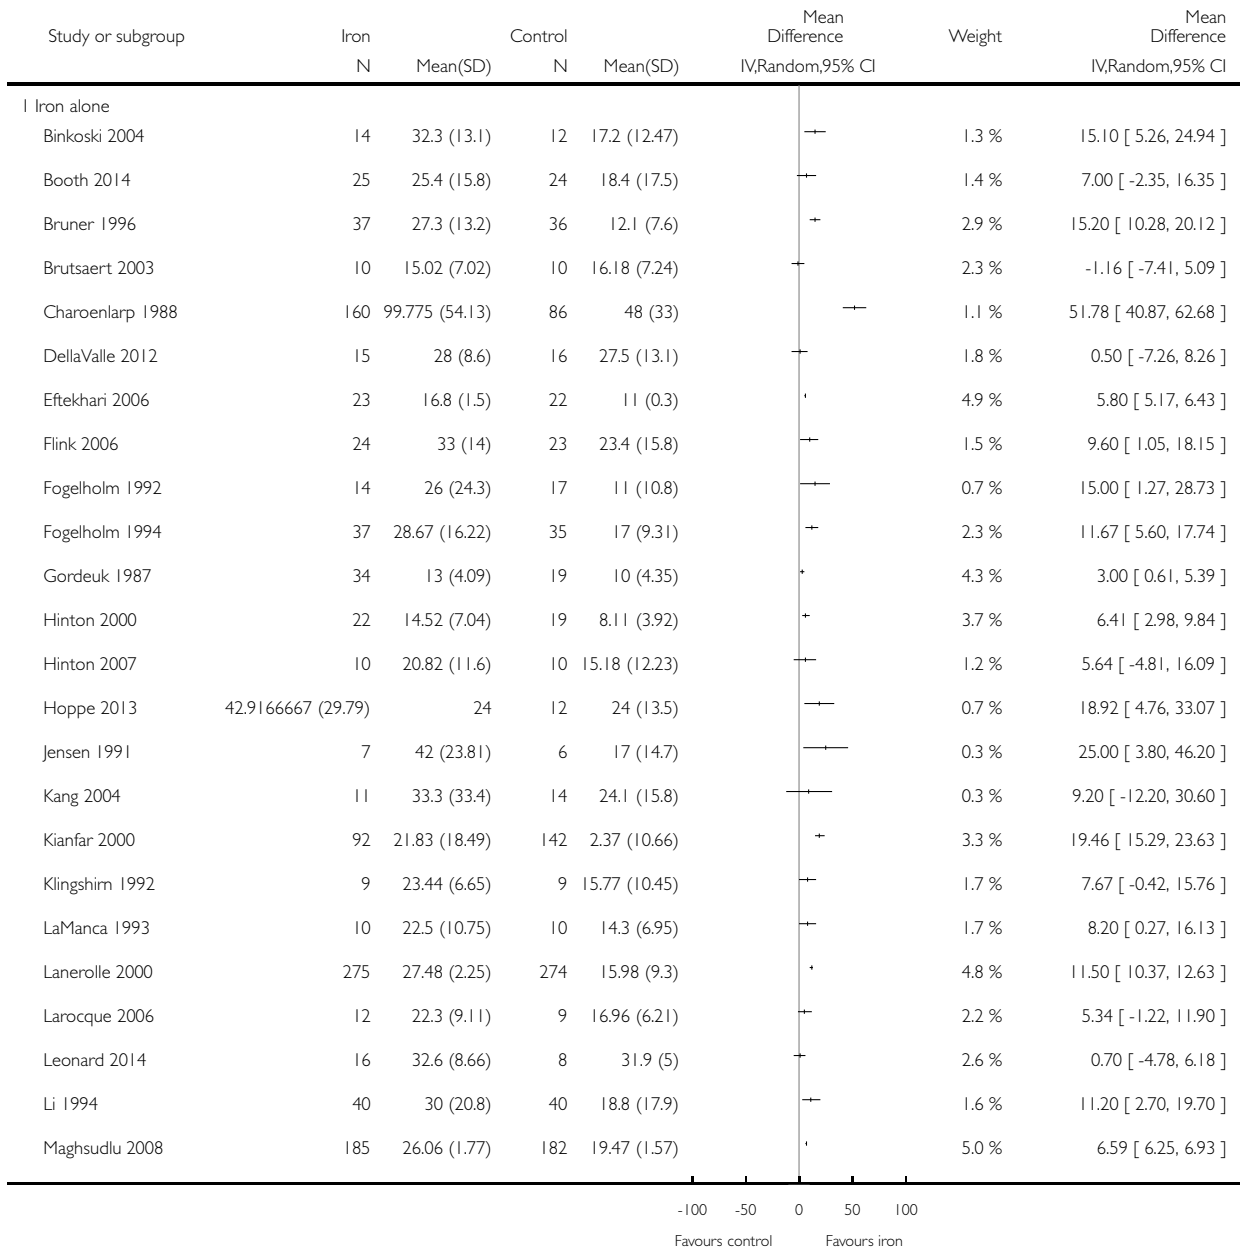 Study or subgroup Iron Control Mean Difference Weight Mean Difference
N Mean(SD) N Mean(SD) IV,Random,95% CI IV,Random,95% CI
1 Iron alone
Binkoski 2004 14 32.3 (13.1) 12 17.2 (12.47) 1.3 % 15.10 [ 5.26, 24.94 ]
Booth 2014 25 25.4 (15.8) 24 18.4 (17.5) 1.4 % 7.00 [ -2.35, 16.35 ]
Bruner 1996 37 27.3 (13.2) 36 12.1 (7.6) 2.9 % 15.20 [ 10.28, 20.12 ]
Brutsaert 2003 10 15.02 (7.02) 10 16.18 (7.24) 2.3 % -1.16 [ -7.41, 5.09 ]
Charoenlarp 1988 160 99.775 (54.13) 86 48 (33) 1.1 % 51.78 [ 40.87, 62.68 ]
DellaValle 2012 15 28 (8.6) 16 27.5 (13.1) 1.8 % 0.50 [ -7.26, 8.26 ]
Eftekhari 2006 23 16.8 (1.5) 22 11 (0.3) 4.9 % 5.80 [ 5.17, 6.43 ]
Flink 2006 24 33 (14) 23 23.4 (15.8) 1.5 % 9.60 [ 1.05, 18.15 ]
Fogelholm 1992 14 26 (24.3) 17 11 (10.8) 0.7 % 15.00 [ 1.27, 28.73 ]
Fogelholm 1994 37 28.67 (16.22) 35 17 (9.31) 2.3 % 11.67 [ 5.60, 17.74 ]
Gordeuk 1987 34 13 (4.09) 19 10 (4.35) 4.3 % 3.00 [ 0.61, 5.39 ]
Hinton 2000 22 14.52 (7.04) 19 8.11 (3.92) 3.7 % 6.41 [ 2.98, 9.84 ]
Hinton 2007 10 20.82 (11.6) 10 15.18 (12.23) 1.2 % 5.64 [ -4.81, 16.09 ]
Hoppe 2013 42.9166667 (29.79) 24 12 24 (13.5) 0.7 % 18.92 [ 4.76, 33.07 ]
Jensen 1991 7 42 (23.81) 6 17 (14.7) 0.3 % 25.00 [ 3.80, 46.20 ]
Kang 2004 11 33.3 (33.4) 14 24.1 (15.8) 0.3 % 9.20 [ -12.20, 30.60 ]
Kianfar 2000 92 21.83 (18.49) 142 2.37 (10.66) 3.3 % 19.46 [ 15.29, 23.63 ]
Klingshirn 1992 9 23.44 (6.65) 9 15.77 (10.45) 1.7 % 7.67 [ -0.42, 15.76 ]
LaManca 1993 10 22.5 (10.75) 10 14.3 (6.95) 1.7 % 8.20 [ 0.27, 16.13 ]
Lanerolle 2000 275 27.48 (2.25) 274 15.98 (9.3) 4.8 % 11.50 [ 10.37, 12.63 ]
Larocque 2006 12 22.3 (9.11) 9 16.96 (6.21) 2.2 % 5.34 [ -1.22, 11.90 ]
Leonard 2014 16 32.6 (8.66) 8 31.9 (5) 2.6 % 0.70 [ -4.78, 6.18 ]
Li 1994 40 30 (20.8) 40 18.8 (17.9) 1.6 % 11.20 [ 2.70, 19.70 ]
Maghsudlu 2008 185 26.06 (1.77) 182 19.47 (1.57) 5.0 % 6.59 [ 6.25, 6.93 ]
-100 -50 0 50 100
Favours control Favours iron